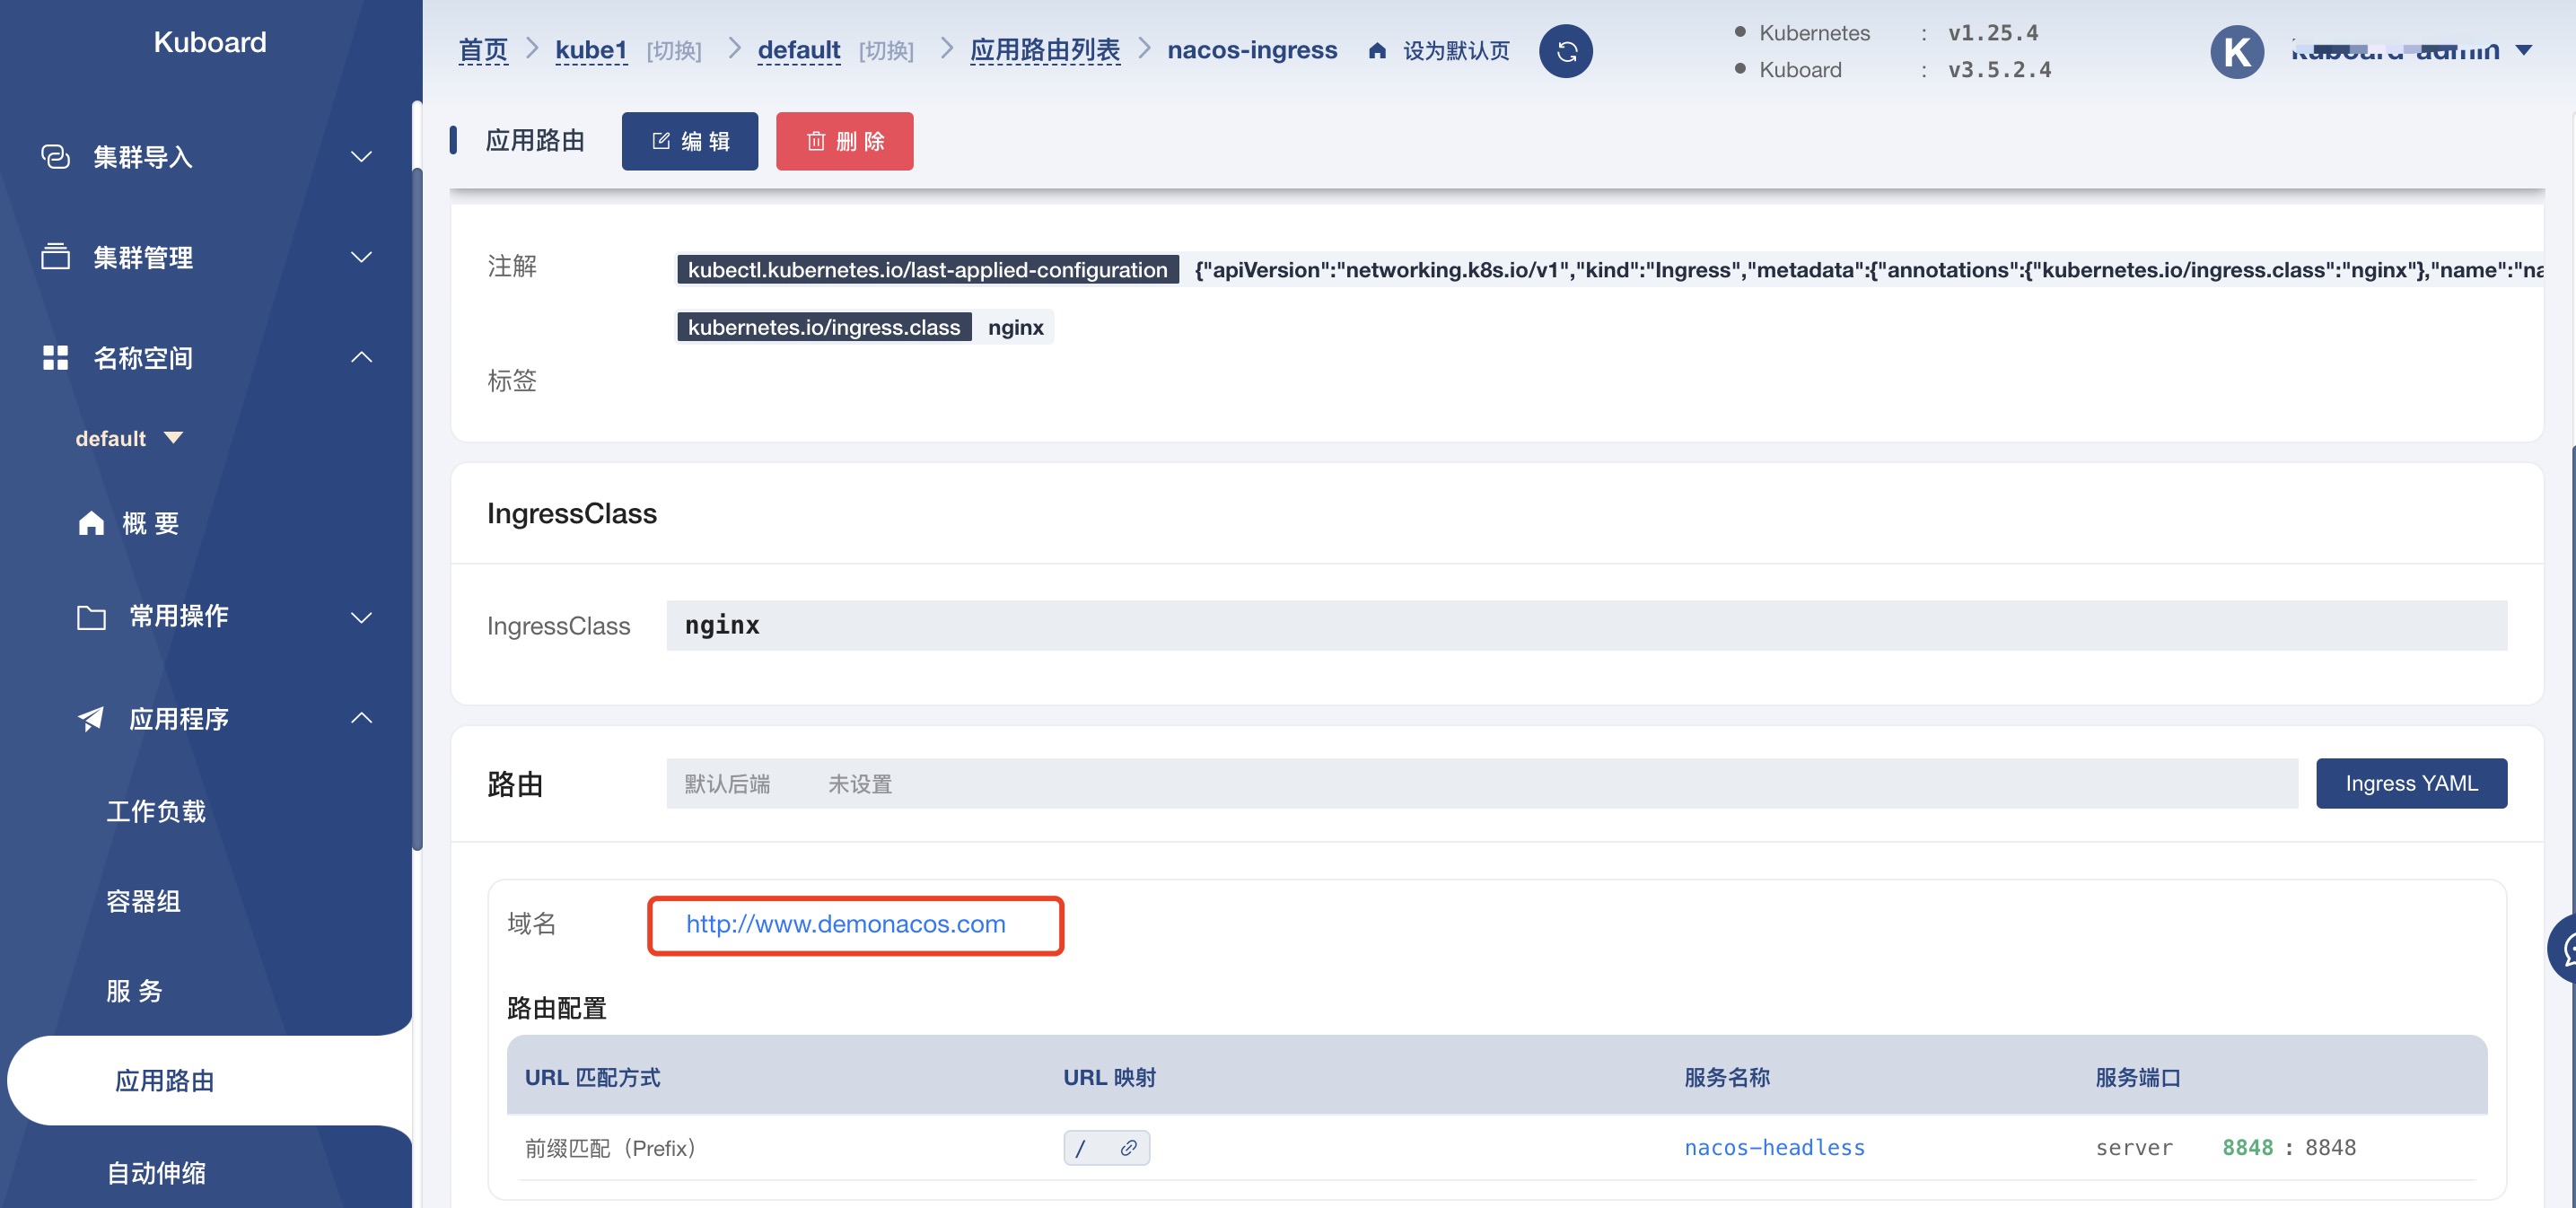 Kuboard
集群导入
集群管理
名称空间
default
概 要
常用操作
应用程序
工作负载
容器组
服 务
应用路由
自动伸缩
首页 > kube1 [切换] > default [切换] > 应用路由列表 > nacos-ingress 设为默认页
Kubernetes : v1.25.4
Kuboard : v3.5.2.4
K
应用路由 编 辑 删 除
注解 kubectl.kubernetes.io/last-applied-configuration {"apiVersion":"networking.k8s.io/v1","kind":"Ingress","metadata":{"annotations":{"kubernetes.io/ingress.class":"nginx"},"name":"na
kubernetes.io/ingress.class nginx
标签
IngressClass
IngressClass nginx
路由 默认后端 未设置 Ingress YAML
域名 http://www.demonacos.com
路由配置
URL 匹配方式 URL 映射 服务名称 服务端口
前缀匹配（Prefix） / nacos-headless server 8848 : 8848